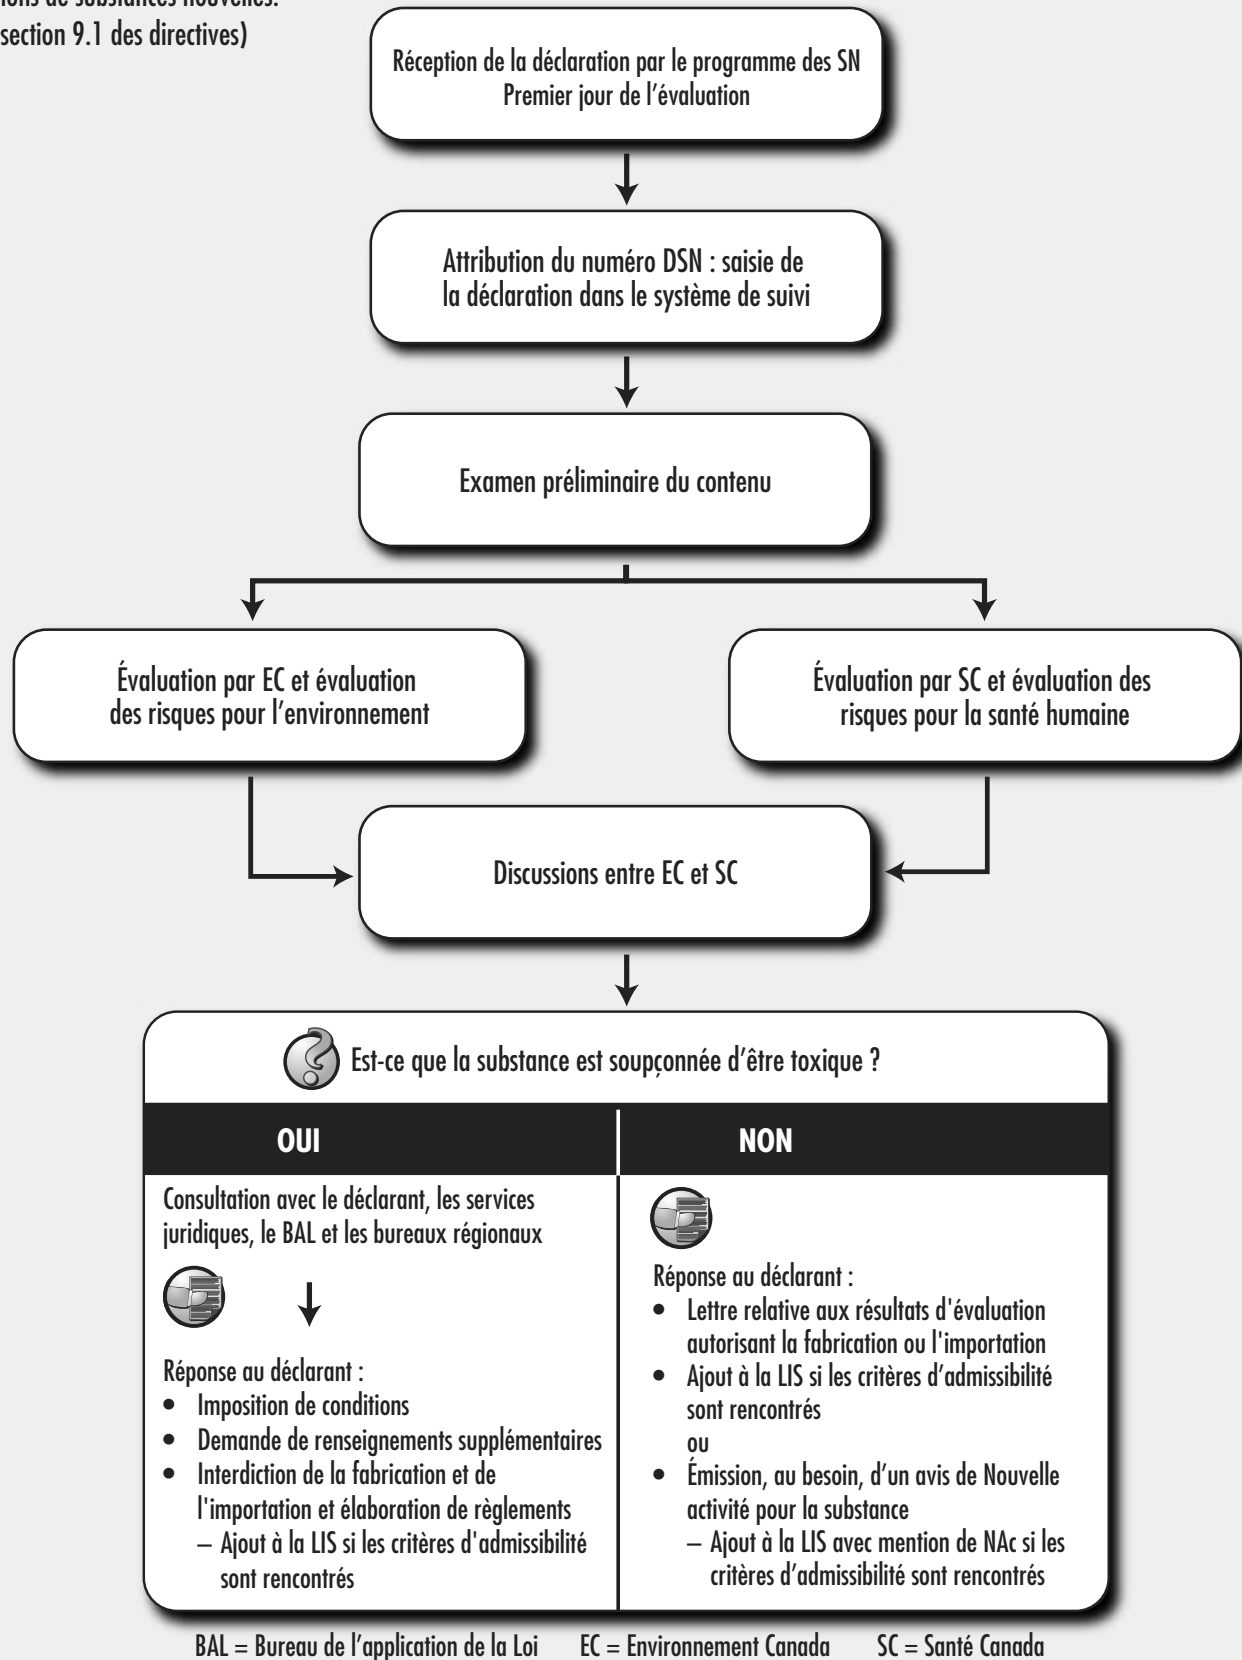 de substances nouvelles.
section 9.1 des directives)
Réception de la déclaration par le programme des SN
Premier jour de l’évaluation
Attribution du numéro DSN : saisie de
la déclaration dans le système de suivi
Examen préliminaire du contenu
Évaluation par EC et évaluation
des risques pour l’environnement
Évaluation par SC et évaluation des
risques pour la santé humaine
Discussions entre EC et SC
Est-ce que la substance est soupçonnée d’être toxique ?
OUI
Consultation avec le déclarant, les services
juridiques, le BAL et les bureaux régionaux
Réponse au déclarant :
• Imposition de conditions
• Demande de renseignements supplémentaires
• Interdiction de la fabrication et de
l'importation et élaboration de règlements
– Ajout à la LIS si les critères d'admissibilité
sont rencontrés
NON
Réponse au déclarant :
• Lettre relative aux résultats d'évaluation
autorisant la fabrication ou l'importation
• Ajout à la LIS si les critères d’admissibilité
sont rencontrés
ou
• Émission, au besoin, d’un avis de Nouvelle
activité pour la substance
– Ajout à la LIS avec mention de NAc si les
critères d’admissibilité sont rencontrés
BAL = Bureau de l’application de la Loi EC = Environnement Canada SC = Santé Canada